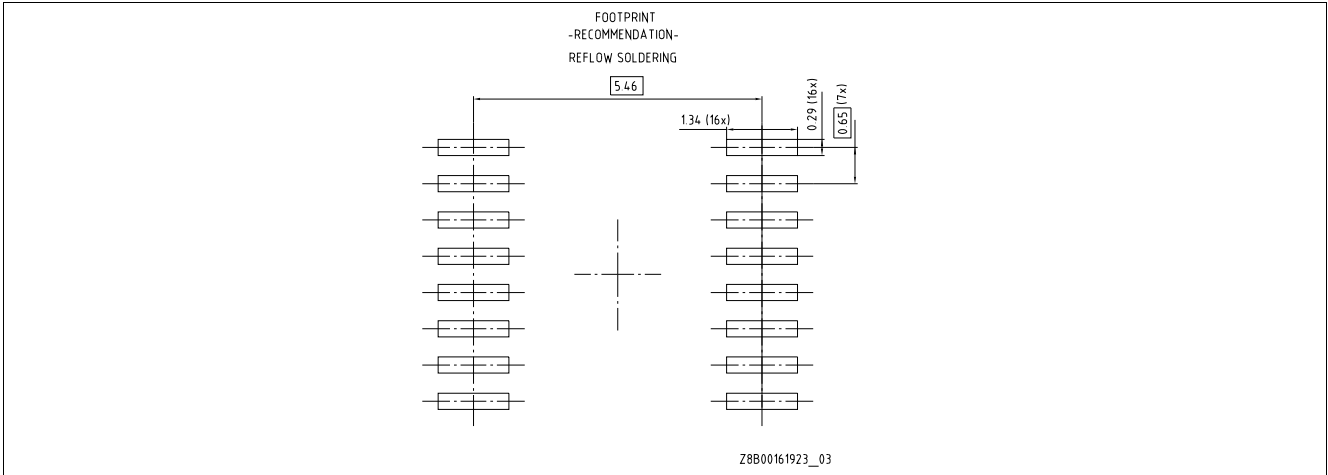 FOOTPRINT
-RECOMMENDATION-
REFLOW SOLDERING
5.46
1.34 (16x)
0.29 (16x)
0.65 (7x)
Z8B00161923_03